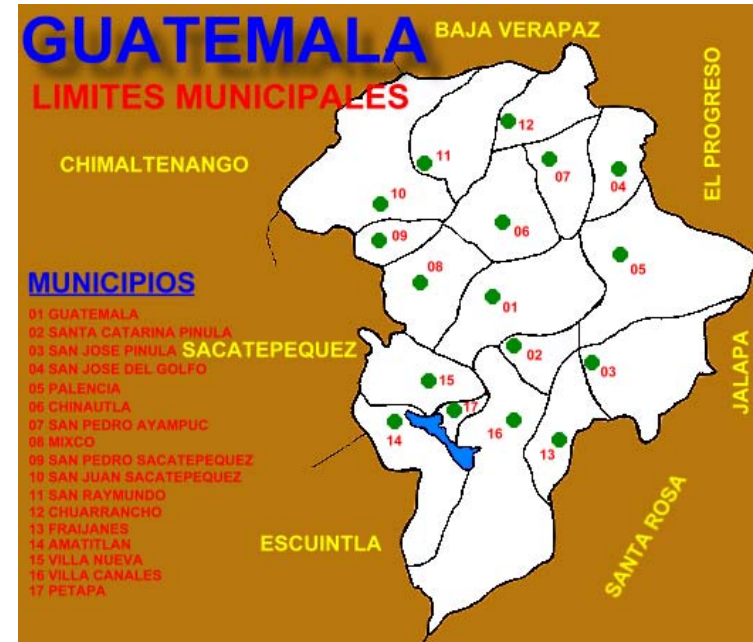 GUATEMALA
LIMITES MUNICIPALES
BAJA VERAPAZ
EL PROGRESO
CHIMALTENANGO
12
11
07
04
10
06
09
05
08
01
MUNICIPIOS
01 GUATEMALA
02 SANTA CATARINA PINULA
03 SAN JOSE PINULA
04 SAN JOSE DEL GOLFO
05 PALENCIA
06 CHINAUTLA
07 SAN PEDRO AYAMPUC
08 MIXCO
09 SAN PEDRO SACATEPEQUEZ
10 SAN JUAN SACATEPEQUEZ
11 SAN RAYMUNDO
12 CHUARRANCHO
13 FRAIJANES
14 AMATITLAN
15 VILLA NUEVA
16 VILLA CANALES
17 PETAPA
SACATEPEQUEZ
02
03
JALAPA
15
17
16
14
13
ESCUINTLA
SANTA ROSA